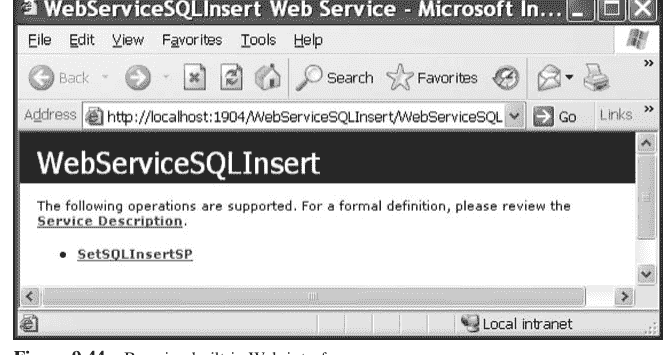 WebServiceSQLInsert Web Service - Microsoft In...
File Edit View Favorites Tools Help
Back Search Favorites »
Address http://localhost:1904/WebServiceSQLInsert/WebServiceSQL Go Links »
WebServiceSQLInsert
The following operations are supported. For a formal definition, please review the
Service Description.
• SetSQLInsertSP
Local intranet